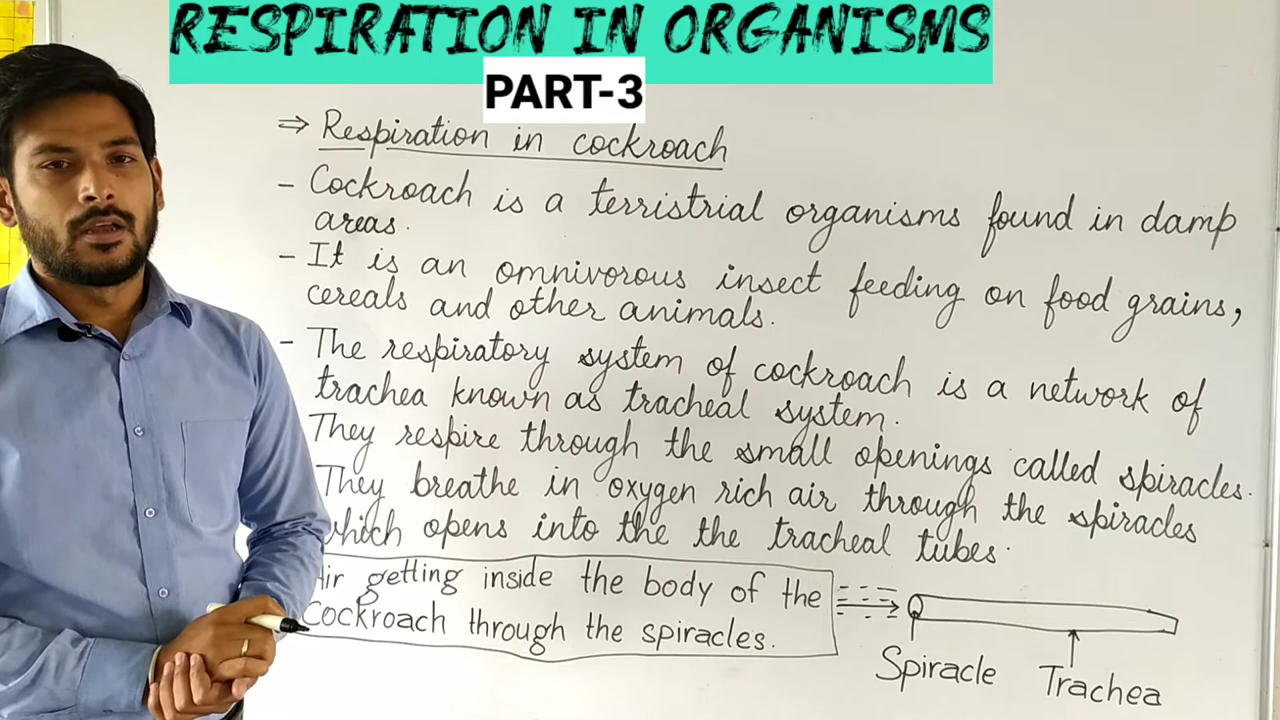 RESPIRATION IN ORGANISMS
PART-3
⇒ Respiration in cockroach
- Cockroach is a terristrial organisms found in damp
areas.
- It is an omnivorous insect feeding on food grains,
cereals and other animals.
- The respiratory system of cockroach is a network of
trachea known as tracheal system.
They respire through the small openings called spiracles.
They breathe in oxygen rich air through the spiracles
which opens into the the tracheal tubes.
Air getting inside the body of the
Cockroach through the spiracles.
Spiracle
Trachea